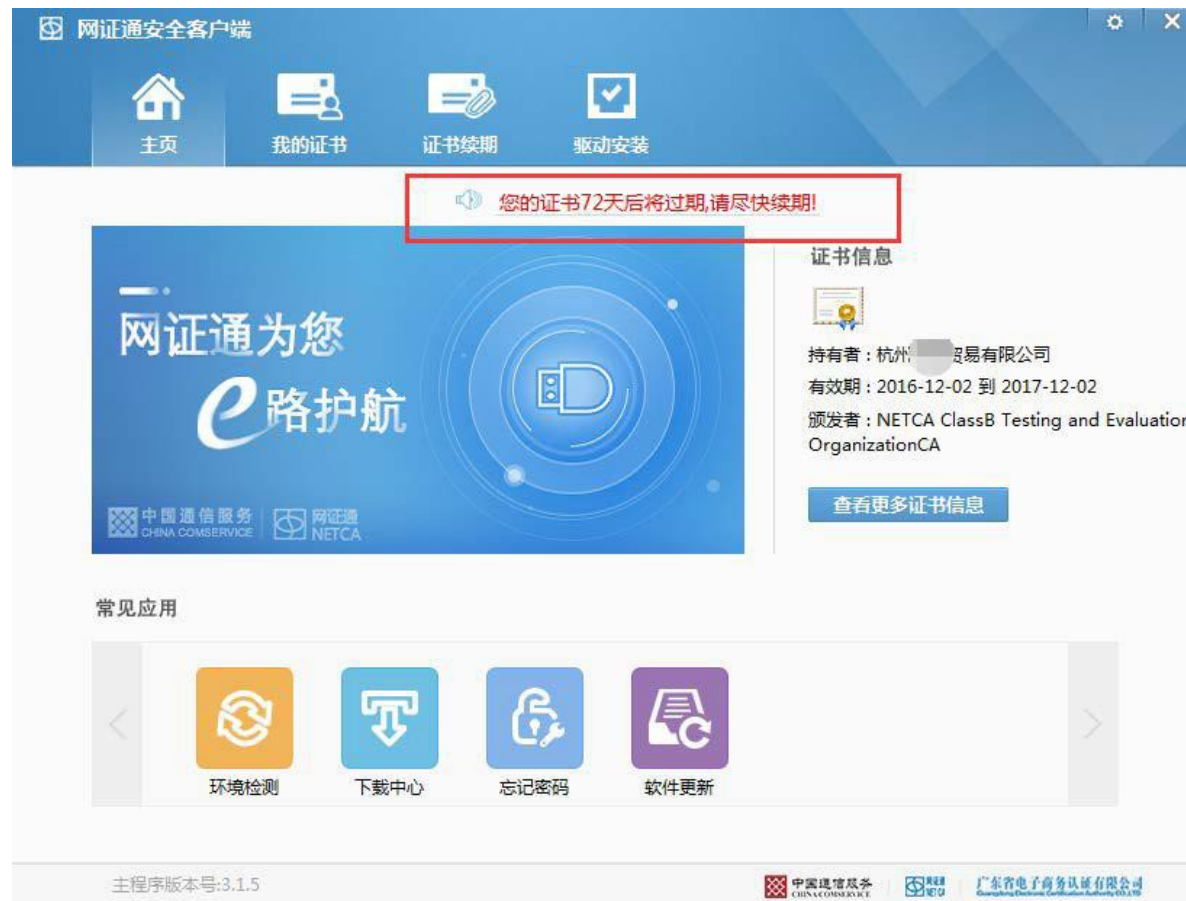 网证通安全客户端
主页
我的证书
证书续期
驱动安装
您的证书72天后将过期,请尽快续期!
网证通为您
e路护航
中国通信服务
CHINA COMSERVICE
网证通
NETCA
证书信息
持有者：杭州 贸易有限公司
有效期：2016-12-02 到 2017-12-02
颁发者：NETCA ClassB Testing and Evaluation
OrganizationCA
查看更多证书信息
常见应用
环境检测
下载中心
忘记密码
软件更新
主程序版本号:3.1.5
中国通信服务
CHINA COMSERVICE
网证通
NETCA
广东省电子商务认证有限公司